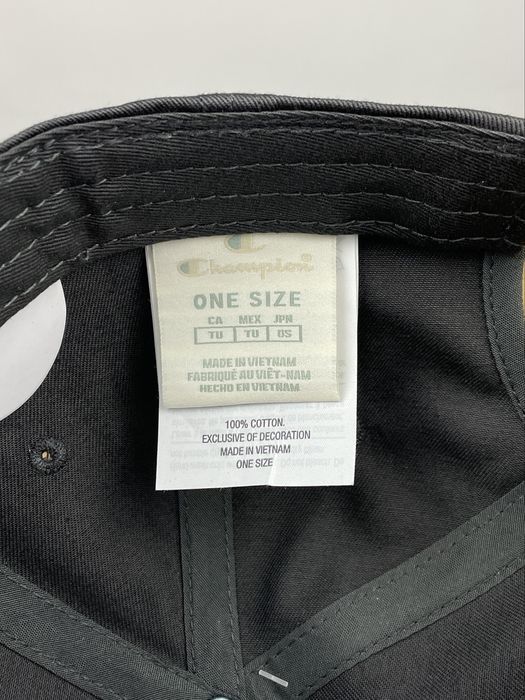 Champion
ONE SIZE
CA MEX JPN
TU TU US
MADE IN VIETNAM
FABRIQUÉ AU VIÊT-NAM
HECHO EN VIETNAM
100% COTTON.
EXCLUSIVE OF DECORATION
MADE IN VIETNAM
ONE SIZE